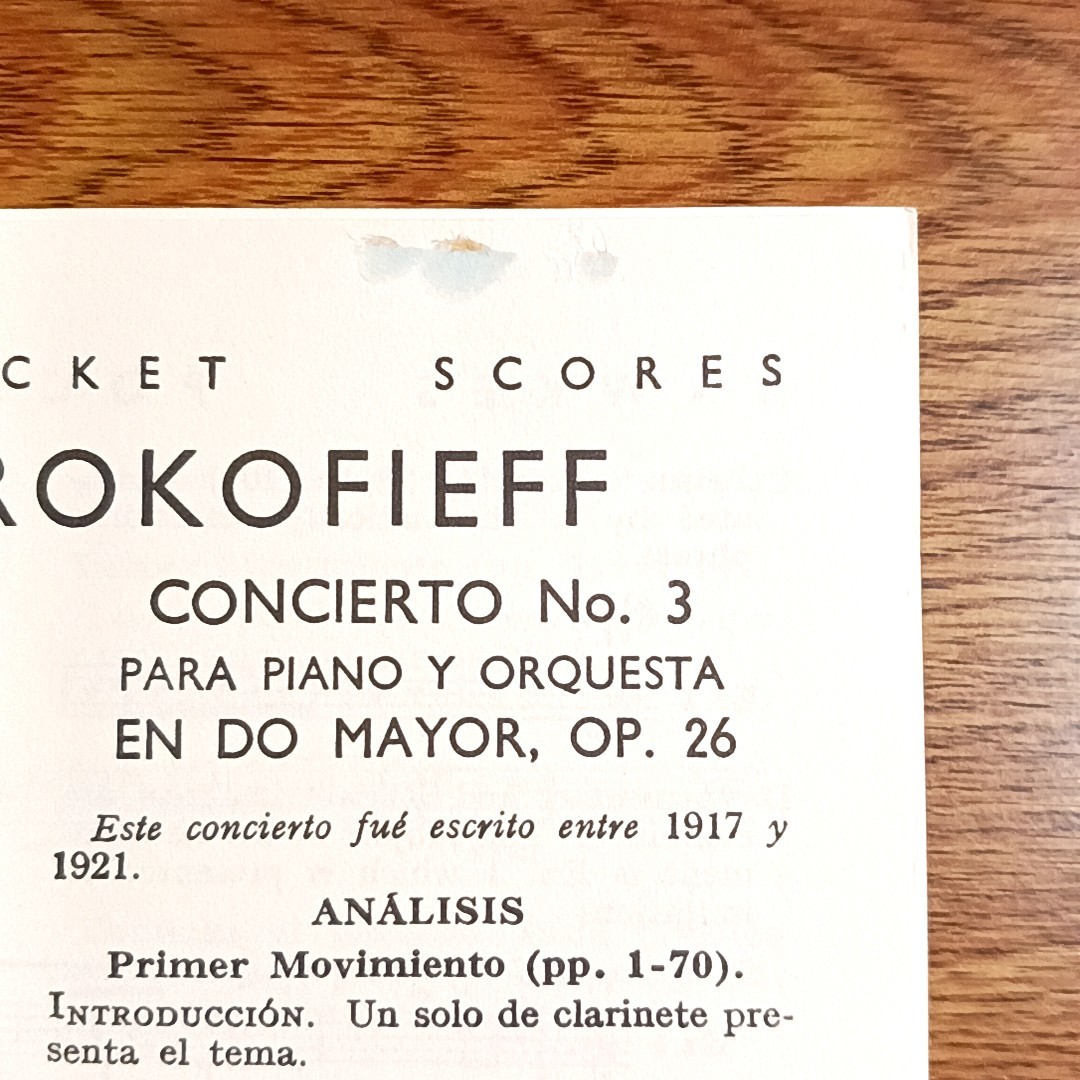 CKET SCORES
ROKOFIEFF
CONCIERTO No. 3
PARA PIANO Y ORQUESTA
EN DO MAYOR, OP. 26
Este concierto fué escrito entre 1917 y
1921.
ANÁLISIS
Primer Movimiento (pp. 1-70).
INTRODUCCIÓN. Un solo de clarinete pre-
senta el tema.